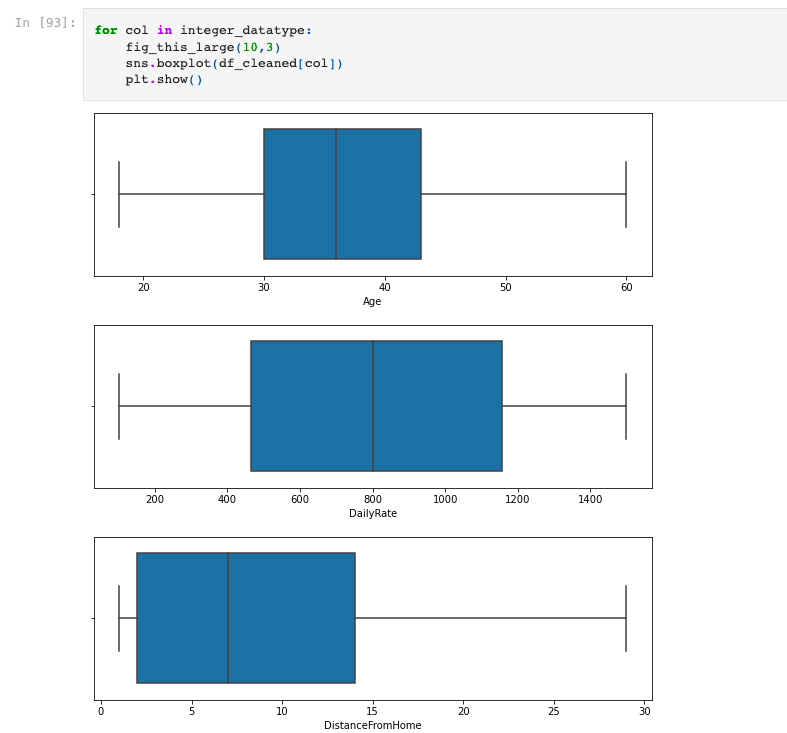 In [93]:
for col in integer_datatype:
    fig_this_large(10,3)
    sns.boxplot(df_cleaned[col])
    plt.show()
20 30 40 50 60
Age
200 400 600 800 1000 1200 1400
DailyRate
0 5 10 15 20 25 30
DistanceFromHome